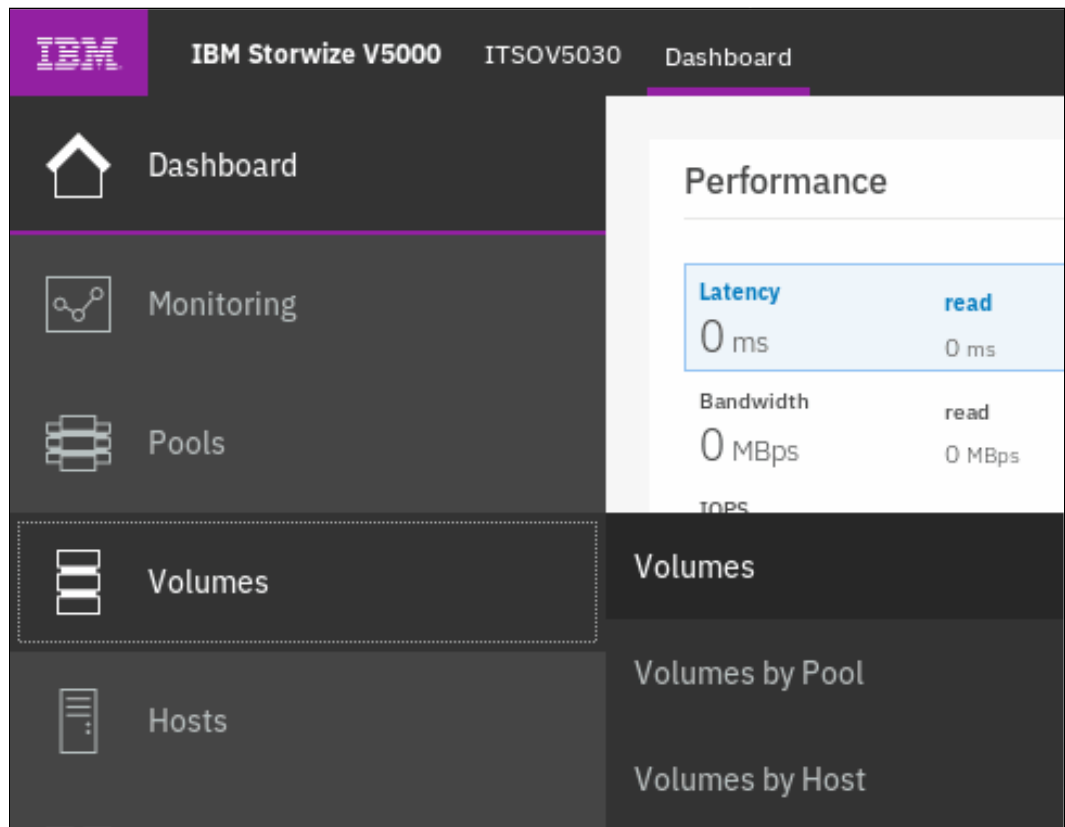 IBM IBM Storwize V5000 ITSOV5030 Dashboard
Dashboard
Monitoring
Pools
Volumes
Hosts
Performance
Latency read
0 ms 0 ms
Bandwidth read
0 MBps 0 MBps
IOPS
Volumes
Volumes by Pool
Volumes by Host